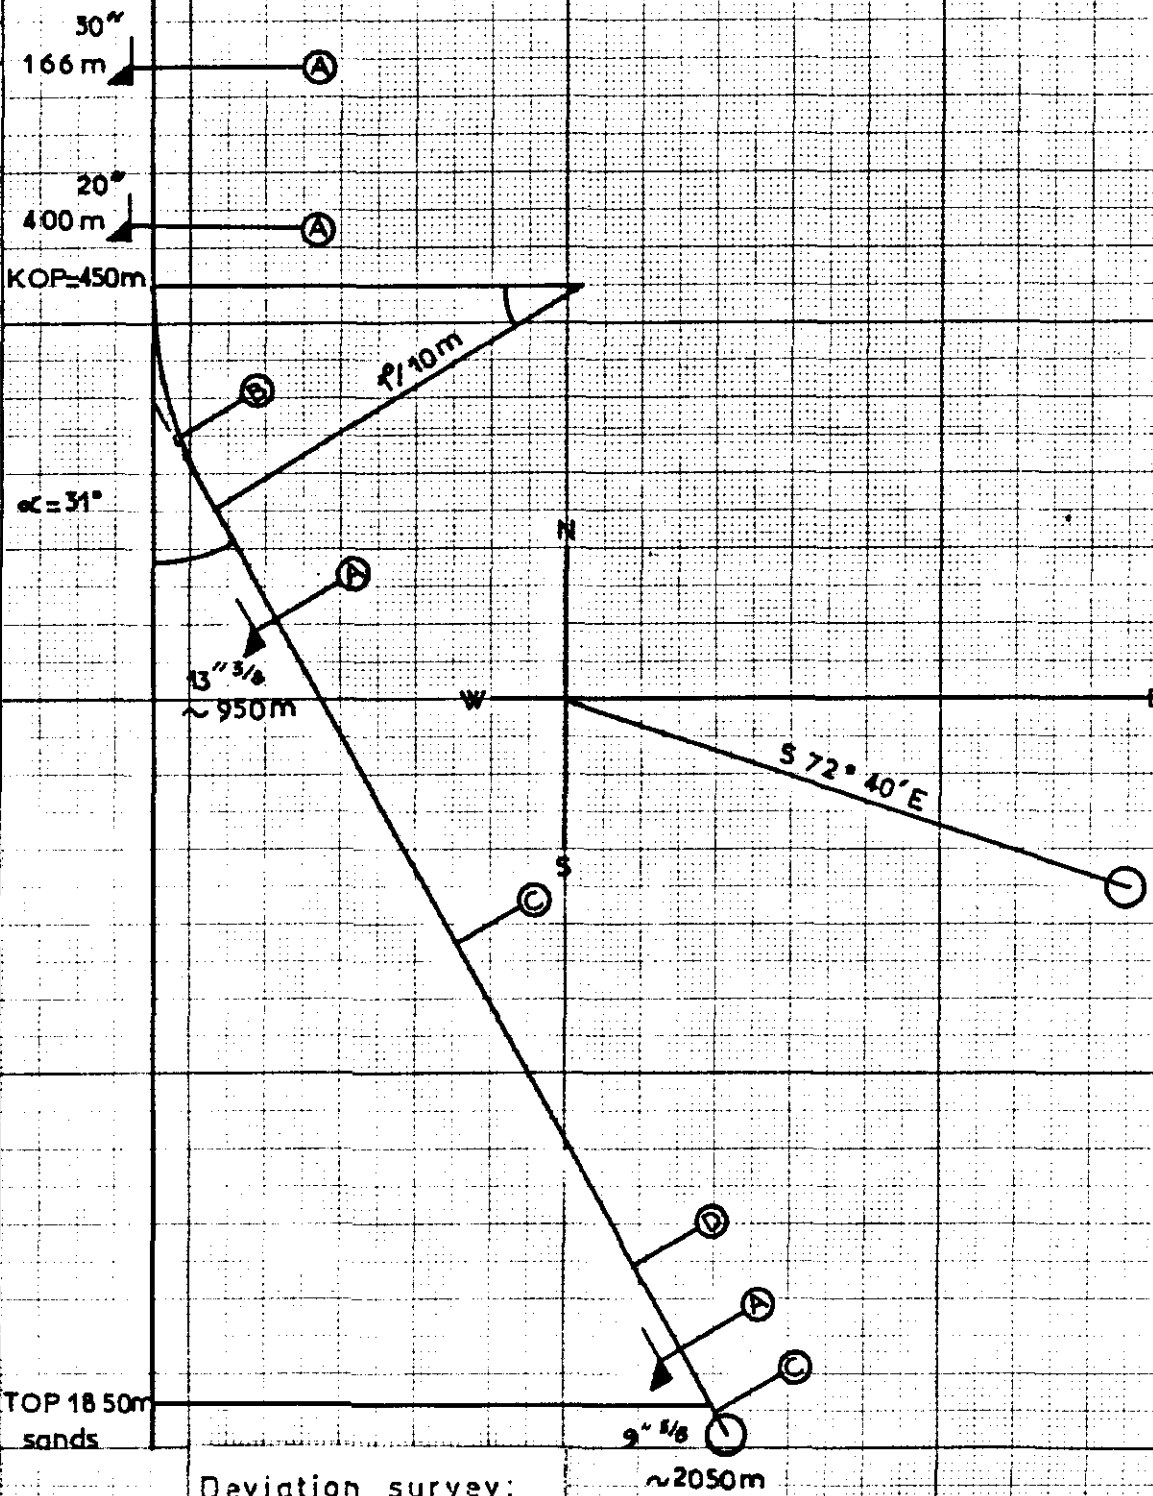 30"
166 m
A
20"
400 m
A
KOP=450m
ρ/10m
B
α=31°
A
13" 3/8
~950m
N
W
S 72° 40' E
S
C
D
A
C
TOP 1850m
sands
9" 5/8
~2050m
Deviation survey: